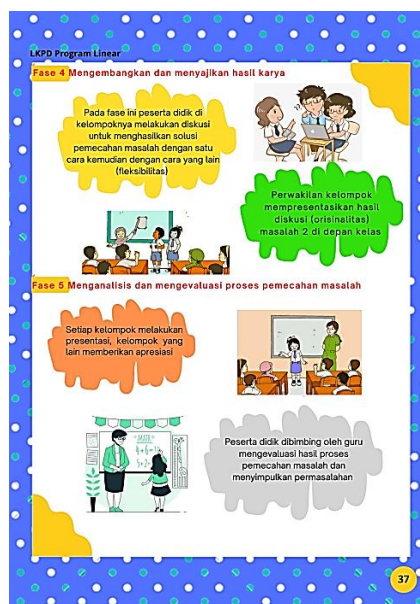 LKPD Program Linear
Fase 4 Mengembangkan dan menyajikan hasil karya
Pada fase ini peserta didik di
kelompoknya melakukan diskusi
untuk menghasilkan solusi
pemecahan masalah dengan satu
cara kemudian dengan cara yang lain
(fleksibilitas)
Perwakilan kelompok
mempresentasikan hasil
diskusi (orisinalitas)
masalah 2 di depan kelas
Fase 5 Menganalisis dan mengevaluasi proses pemecahan masalah
Setiap kelompok melakukan
presentasi, kelompok yang
lain memberikan apresiasi
MATH
Peserta didik dibimbing oleh guru
mengevaluasi hasil proses
pemecahan masalah dan
menyimpulkan permasalahan
37